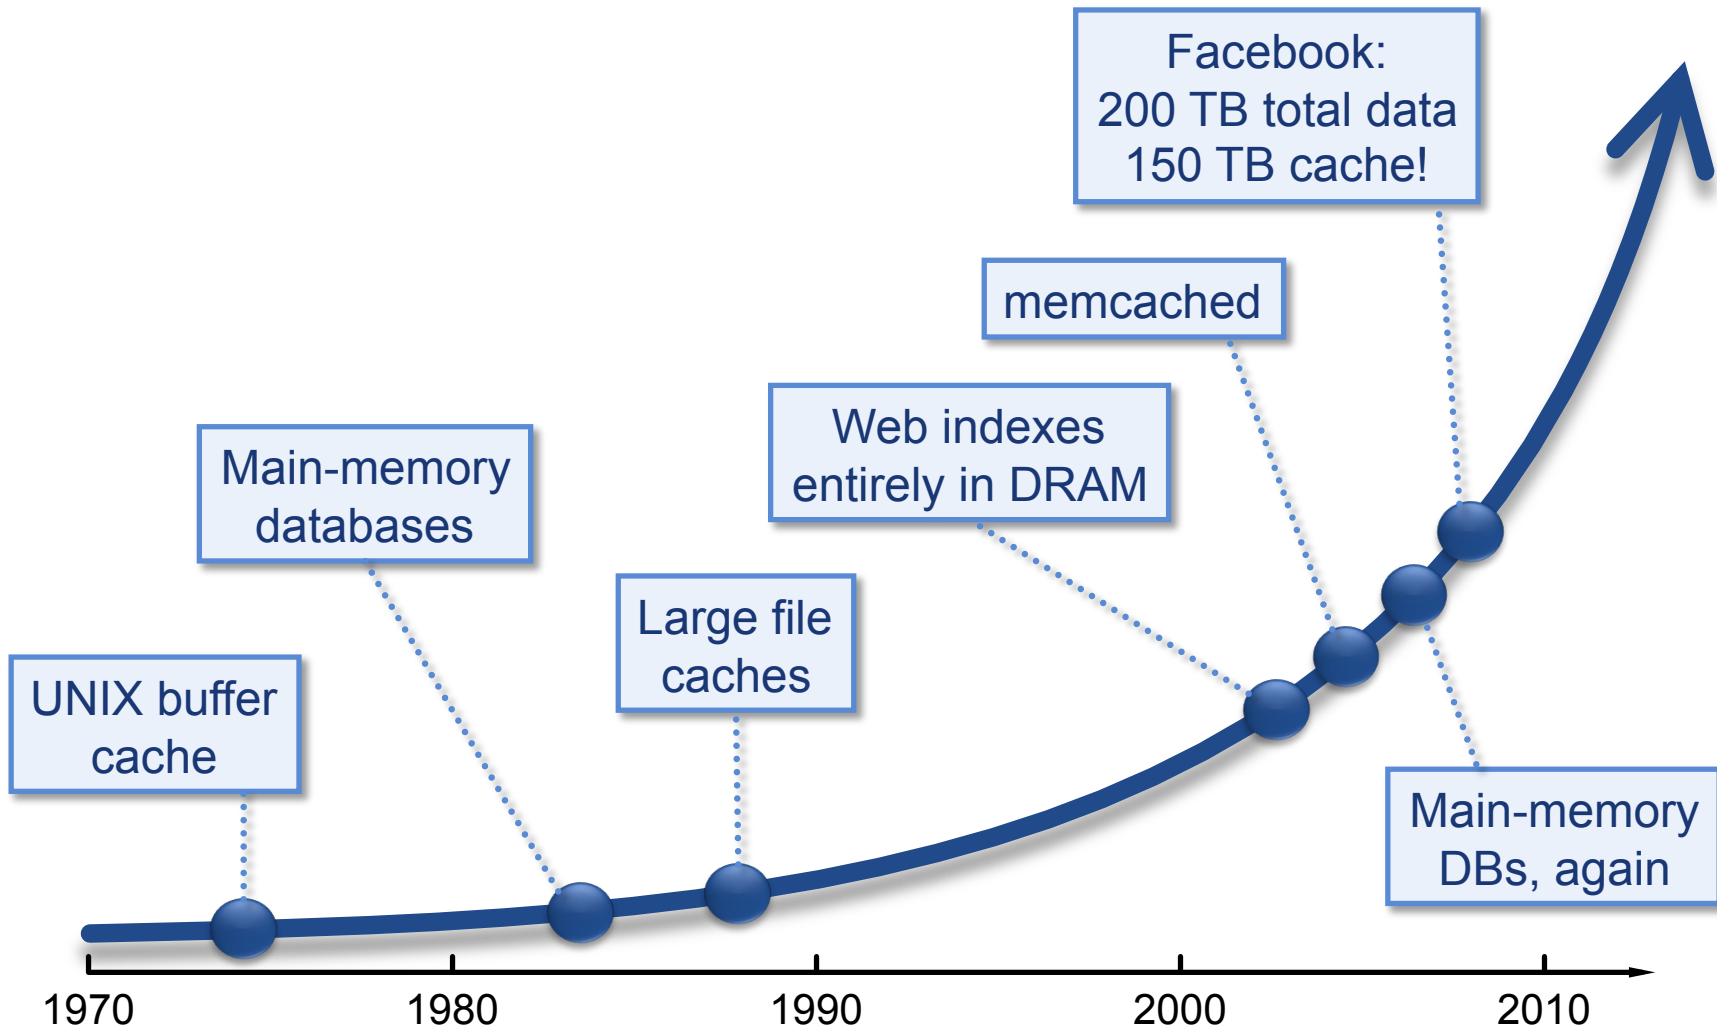 Facebook:
200 TB total data
150 TB cache!
memcached
Web indexes
entirely in DRAM
Main-memory
databases
Large file
caches
UNIX buffer
cache
Main-memory
DBs, again
1970
1980
1990
2000
2010